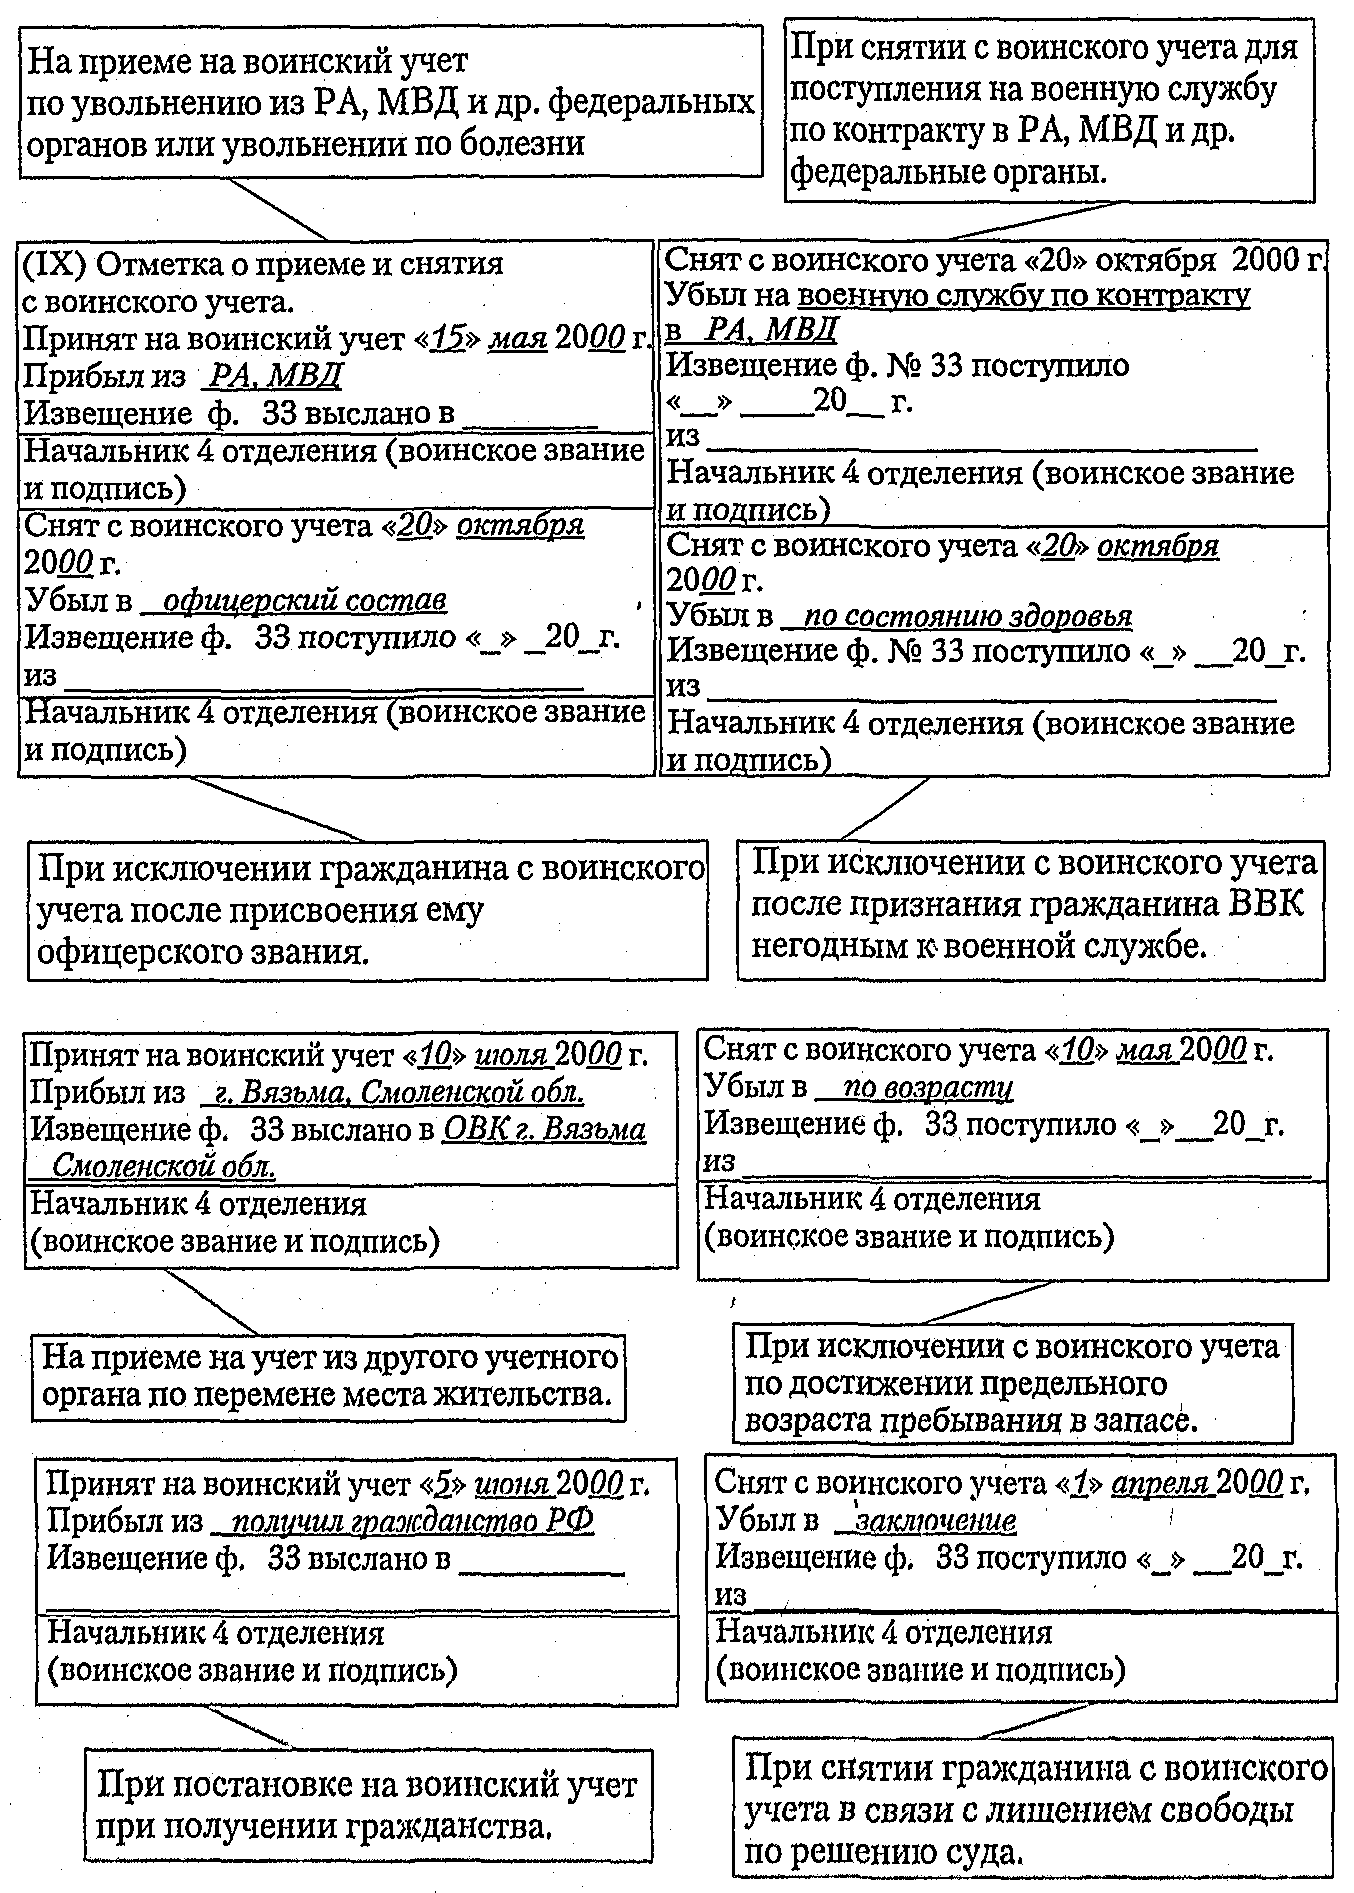 На приеме на воинский учет
по увольнению из РА, МВД и др. федеральных
органов или увольнении по болезни
При снятии с воинского учета для
поступления на военную службу
по контракту в РА, МВД и др.
федеральные органы.
(IX) Отметка о приеме и снятия
с воинского учета.
Принят на воинский учет «15» мая 2000 г.
Прибыл из РА, МВД
Извещение ф. 33 выслано в ________
Начальник 4 отделения (воинское звание
и подпись)
Снят с воинского учета «20» октября
2000 г.
Убыл в офицерский состав
Извещение ф. 33 поступило «_» _20_г.
из ________
Начальник 4 отделения (воинское звание
и подпись)
Снят с воинского учета «20» октября 2000 г.
Убыл на военную службу по контракту
в РА, МВД
Извещение ф. № 33 поступило
«__» ____20__ г.
из ________
Начальник 4 отделения (воинское звание
и подпись)
Снят с воинского учета «20» октября
2000 г.
Убыл в по состоянию здоровья
Извещение ф. № 33 поступило «_» __20_г.
из ________
Начальник 4 отделения (воинское звание
и подпись)
При исключении гражданина с воинского
учета после присвоения ему
офицерского звания.
При исключении с воинского учета
после признания гражданина ВВК
негодным к военной службе.
Принят на воинский учет «10» июля 2000 г.
Прибыл из г. Вязьма, Смоленской обл.
Извещение ф. 33 выслано в ОВК г. Вязьма
Смоленской обл.
Начальник 4 отделения
(воинское звание и подпись)
Снят с воинского учета «10» мая 2000 г.
Убыл в по возрасту
Извещение ф. 33 поступило «_»__20_г.
из ________
Начальник 4 отделения
(воинское звание и подпись)
На приеме на учет из другого учетного
органа по перемене места жительства.
При исключении с воинского учета
по достижении предельного
возраста пребывания в запасе.
Принят на воинский учет «5» июня 2000 г.
Прибыл из получил гражданство РФ
Извещение ф. 33 выслано в ________
Начальник 4 отделения
(воинское звание и подпись)
Снят с воинского учета «1» апреля 2000 г.
Убыл в заключение
Извещение ф. 33 поступило «_» __20_г.
из ________
Начальник 4 отделения
(воинское звание и подпись)
При постановке на воинский учет
при получении гражданства.
При снятии гражданина с воинского
учета в связи с лишением свободы
по решению суда.